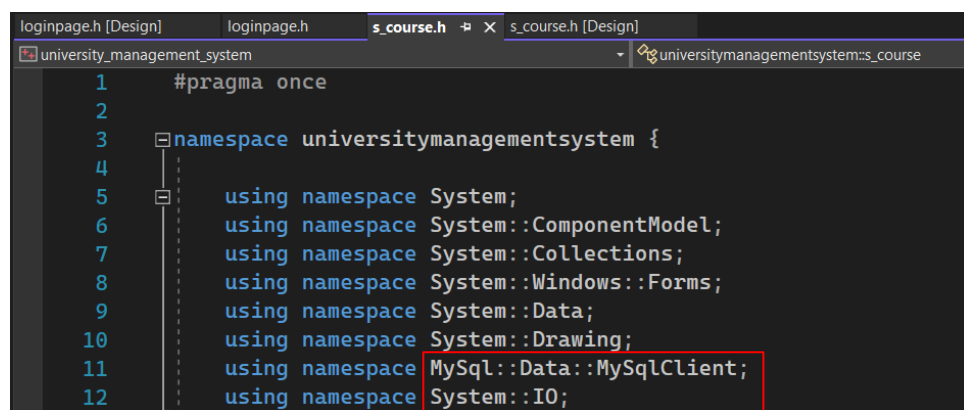 loginpage.h [Design] loginpage.h s_course.h s_course.h [Design]
university_management_system universitymanagementsystem::s_course
1 #pragma once
2
3 namespace universitymanagementsystem {
4
5 using namespace System;
6 using namespace System::ComponentModel;
7 using namespace System::Collections;
8 using namespace System::Windows::Forms;
9 using namespace System::Data;
10 using namespace System::Drawing;
11 using namespace MySql::Data::MySqlClient;
12 using namespace System::IO;